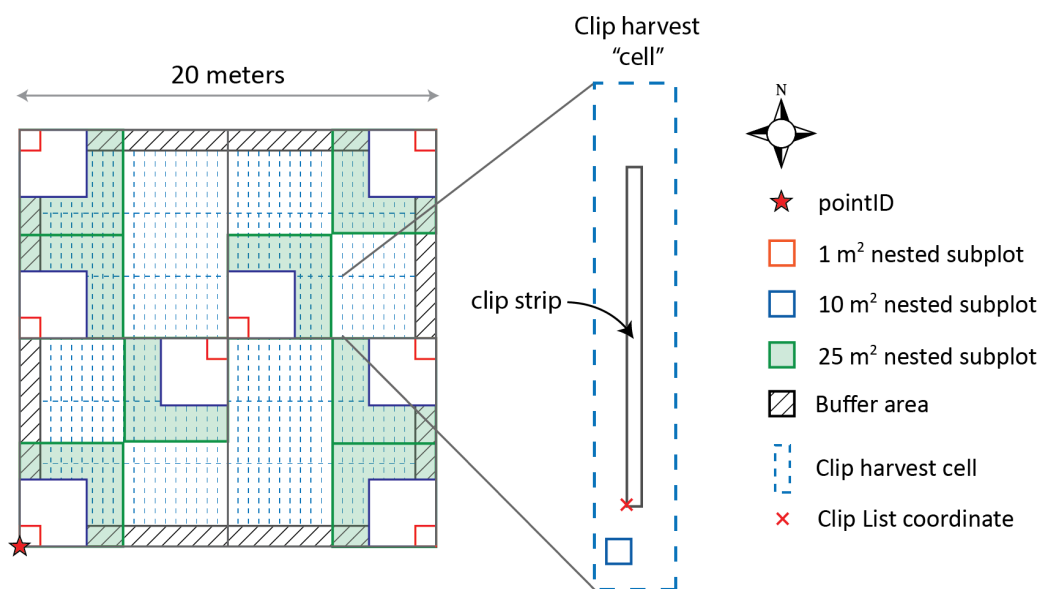 Clip harvest
“cell”
20 meters
N
pointID
1 m² nested subplot
10 m² nested subplot
clip strip
25 m² nested subplot
Buffer area
Clip harvest cell
Clip List coordinate